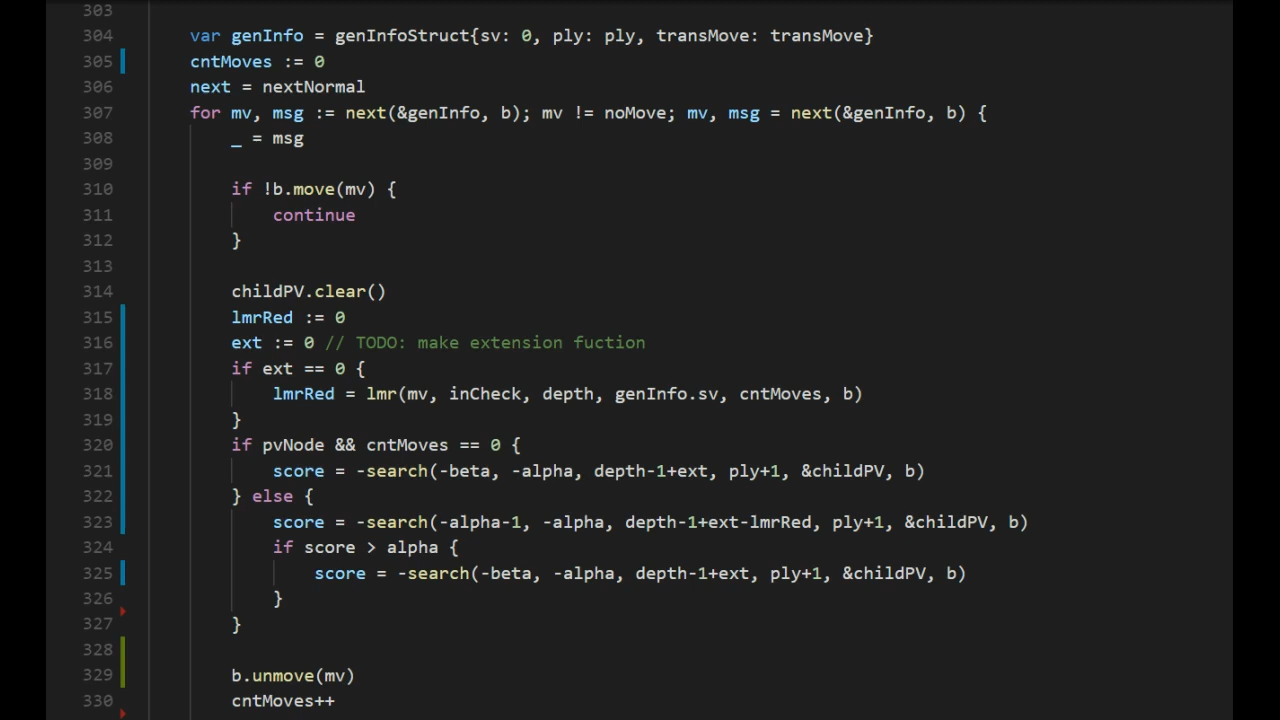 303
304 var genInfo = genInfoStruct{sv: 0, ply: ply, transMove: transMove}
305 cntMoves := 0
306 next = nextNormal
307 for mv, msg := next(&genInfo, b); mv != noMove; mv, msg = next(&genInfo, b) {
308 _ = msg
309
310 if !b.move(mv) {
311 continue
312 }
313
314 childPV.clear()
315 lmrRed := 0
316 ext := 0 // TODO: make extension fuction
317 if ext == 0 {
318 lmrRed = lmr(mv, inCheck, depth, genInfo.sv, cntMoves, b)
319 }
320 if pvNode && cntMoves == 0 {
321 score = -search(-beta, -alpha, depth-1+ext, ply+1, &childPV, b)
322 } else {
323 score = -search(-alpha-1, -alpha, depth-1+ext-lmrRed, ply+1, &childPV, b)
324 if score > alpha {
325 score = -search(-beta, -alpha, depth-1+ext, ply+1, &childPV, b)
326 }
327 }
328
329 b.unmove(mv)
330 cntMoves++